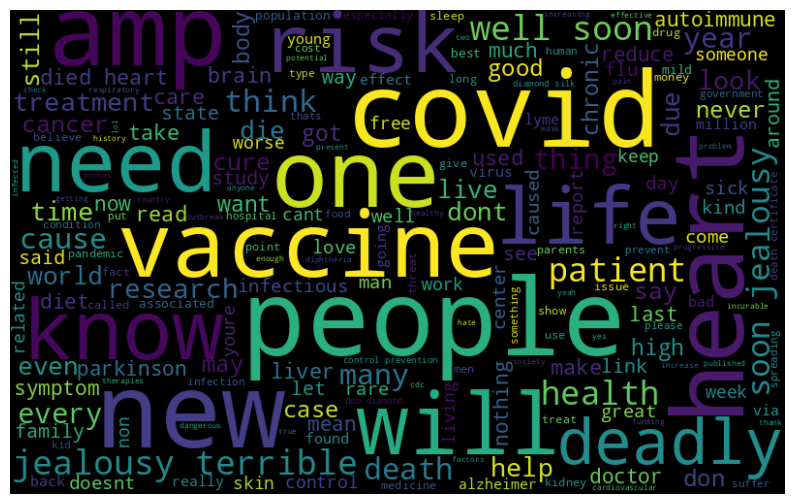 amp
risk
well soon
autoimmune
still
population
especially
sleep
increasing
effective
young
cost
potential
body
year
drug
someone
two
human
died heart
brain
way
effect
long
best
much
good
chronic
reduce
flu
mild
pain
money
look
treatment
care
type
check
respiratory
diamond silk
government
think
state
thats
lol
mask
covid
due
never
around
cancer
die
worse
got
free
lyme
million
believe
history
need
take
cure
present
one
give
used
thing
keep
virus
study
problem
infected
mental
anyone
live
day
sick
now
want
getting
country
life
caused
report
kind
time
read
put
outbreak
hospital
cant
food
well
healthy
dont
right
come
cause
condition
vaccine
heart
death certificate
said
pandemic
point
love
going
see
parents
prevent
progressive
world
fact
enough
diphtheria
threat
man
work
issue
patient
jealousy
soon
research
infectious
center
something
say
bad
incurable
diet
called
associated
people
last
related
know
youre
hate
show
yes
yeah
use
please
spreading
even
parkinson
may
liver
control prevention
many
men
society
make
link
high
increase
published
symptom
therapies
infection
let
rare
duo diamond
cdc
living
nothing
treat
health
great
week
via
every
new
case
will
deadly
family
non
dangerous
mean
found
true
thank
kid
jealousy terrible
death
help
don
back
doesnt
really
skin
control
medicine
factors
alzheimer
kidney
doctor
funding
cardiovascular
suffer